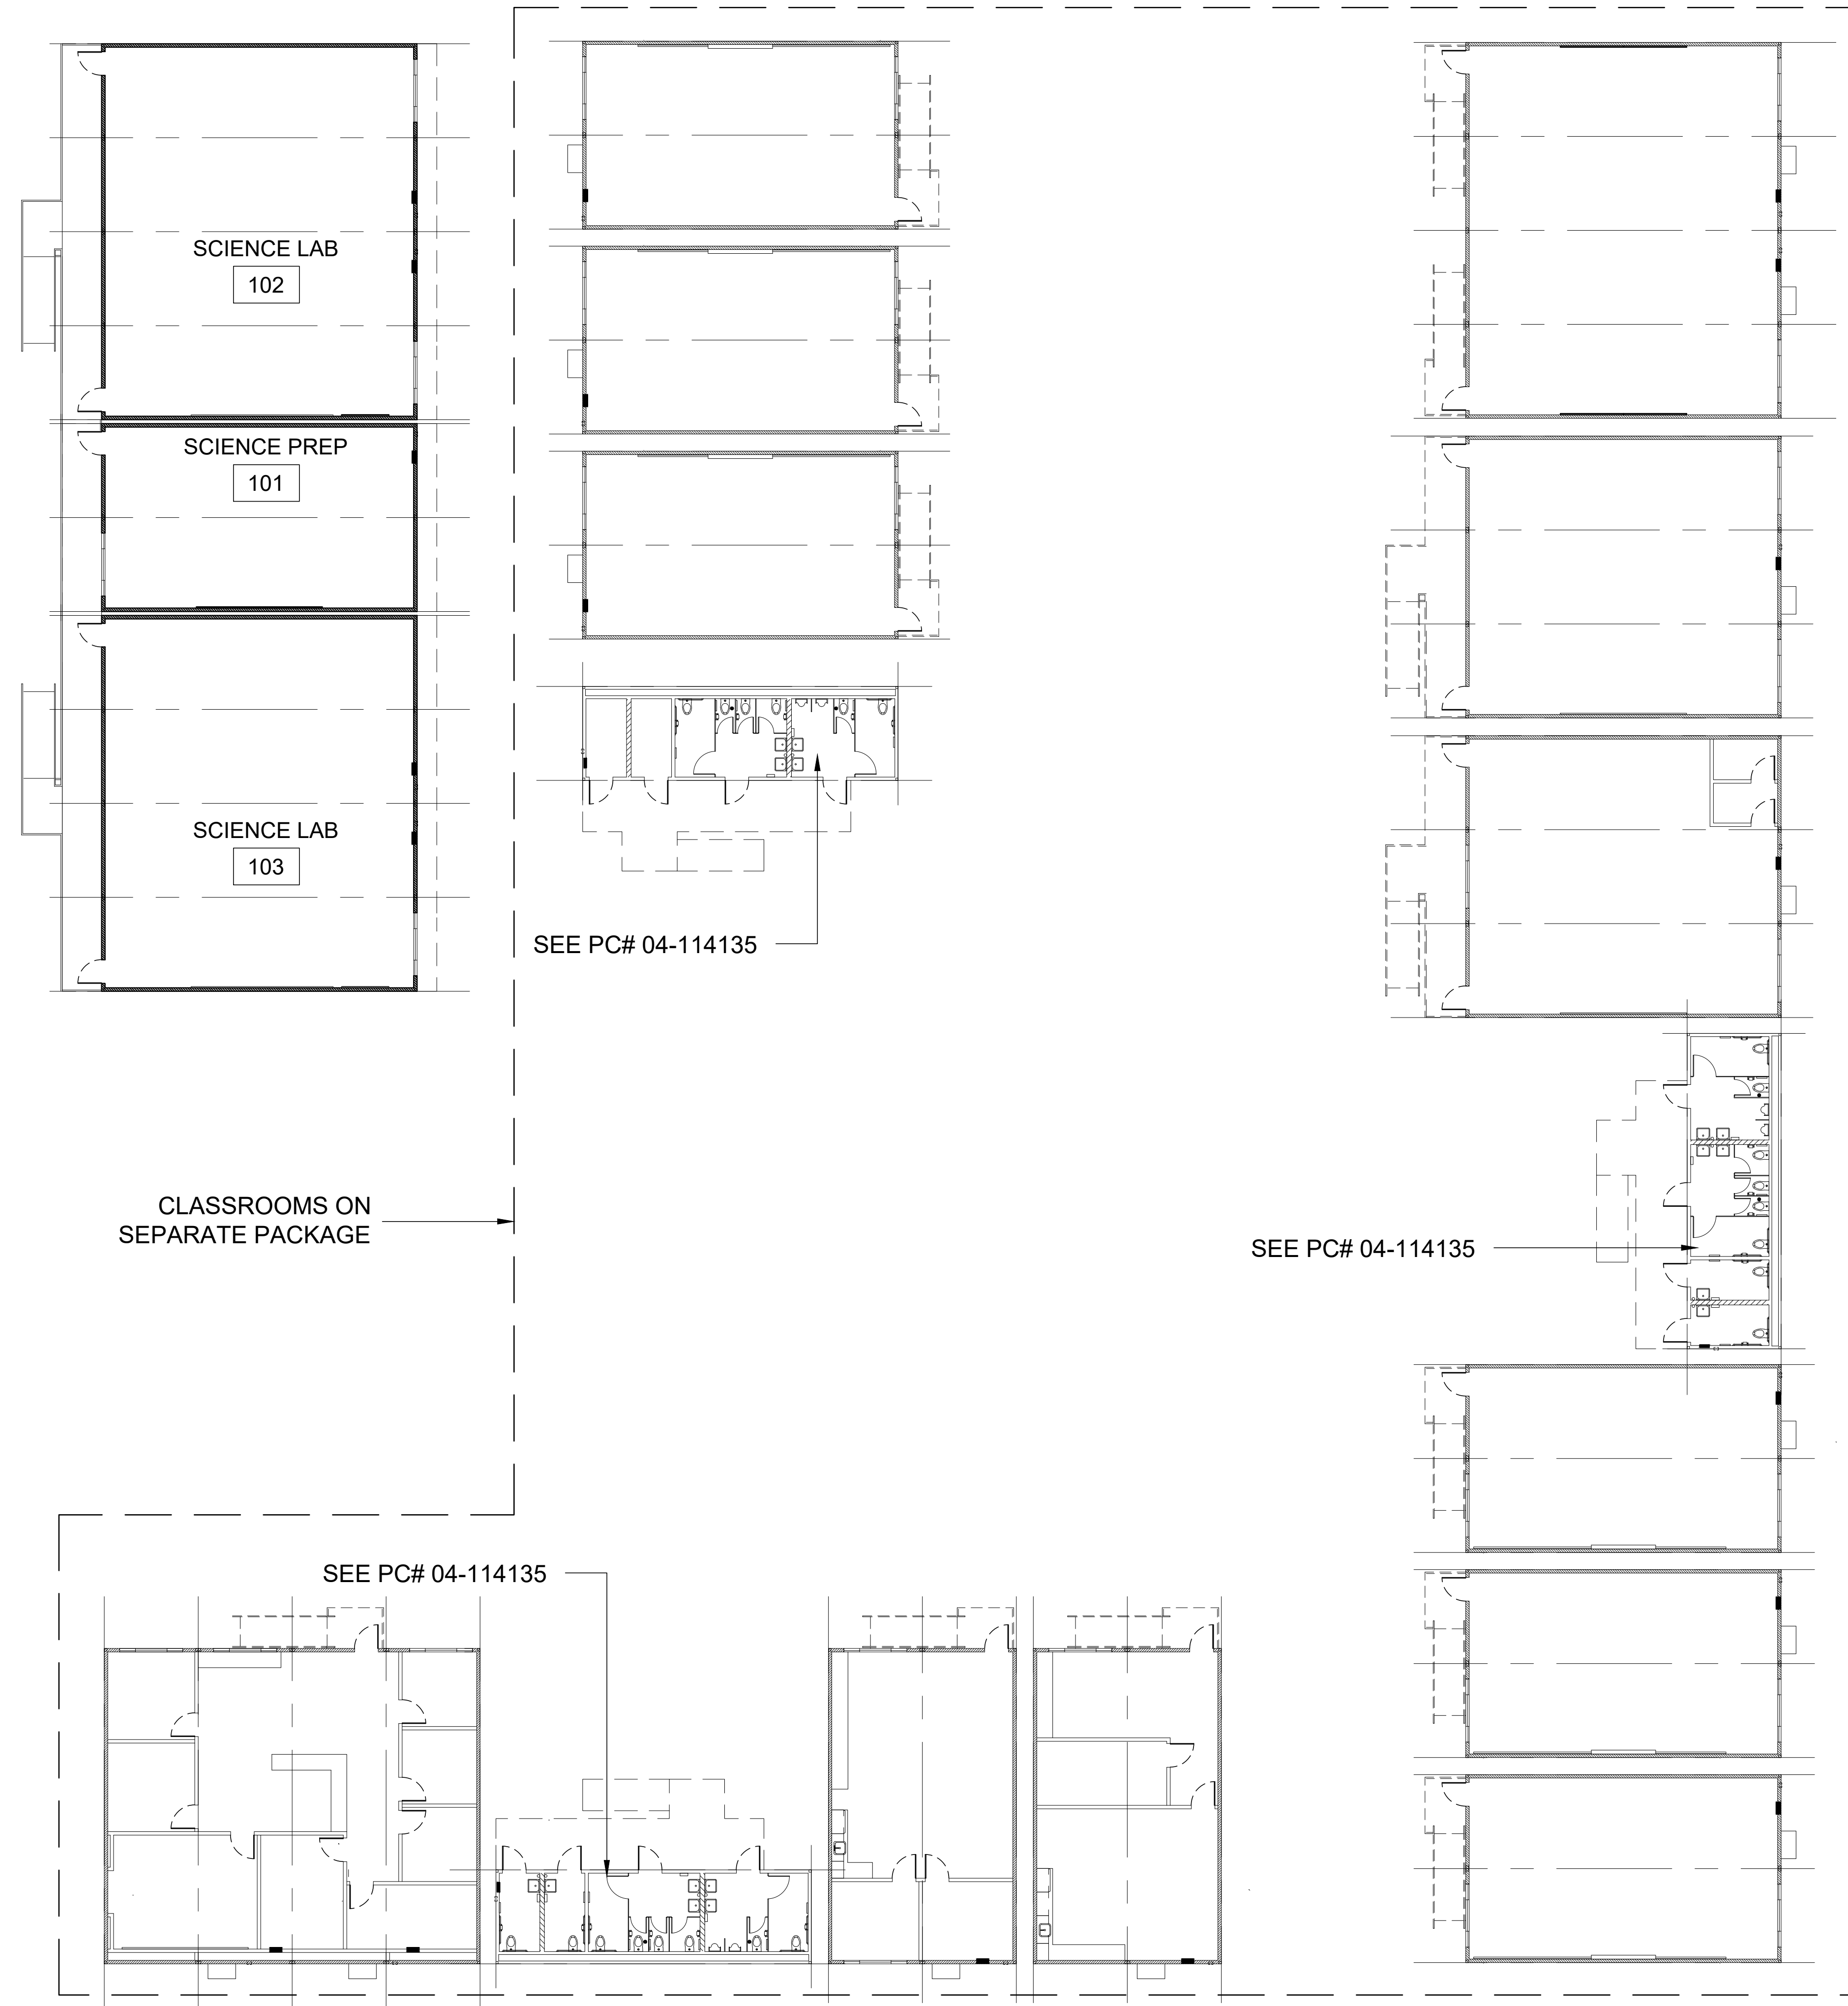 SCIENCE LAB
102
SCIENCE PREP
101
SCIENCE LAB
103
SEE PC# 04-114135
CLASSROOMS ON
SEPARATE PACKAGE
SEE PC# 04-114135
SEE PC# 04-114135